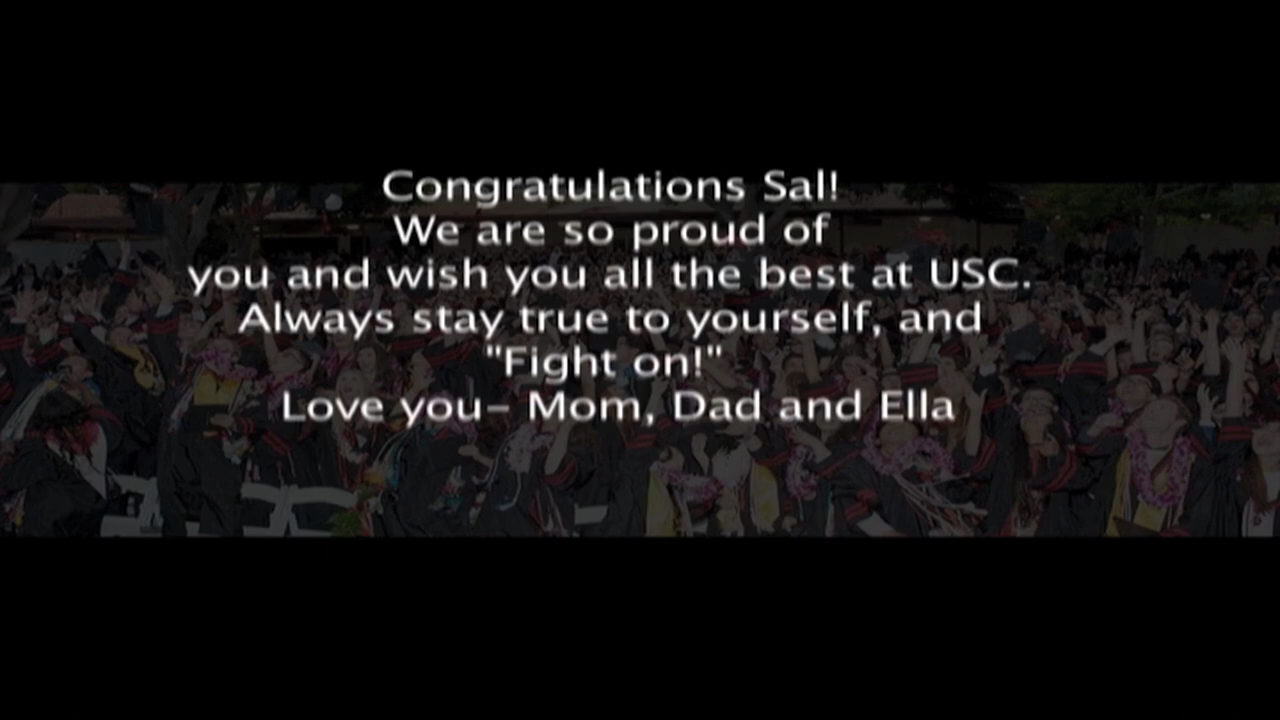 Congratulations Sal!
We are so proud of
you and wish you all the best at USC.
Always stay true to yourself, and
"Fight on!"
Love you- Mom, Dad and Ella